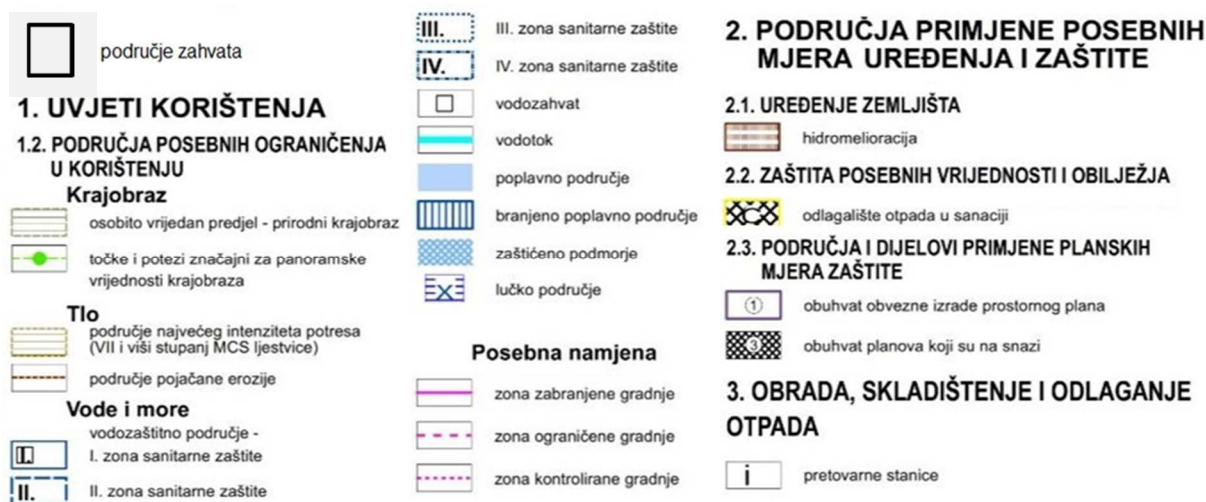 područje zahvata
1. UVJETI KORIŠTENJA
1.2. PODRUČJA POSEBNIH OGRANIČENJA
U KORIŠTENJU
Krajobraz
osobito vrijedan predjel - prirodni krajobraz
točke i potezi značajni za panoramske
vrijednosti krajobraza
Tlo
područje najvećeg intenziteta potresa
(VII i viši stupanj MCS ljestvice)
područje pojačane erozije
Vode i more
vodozaštitno područje -
I. I. zona sanitarne zaštite
II. II. zona sanitarne zaštite
III. III. zona sanitarne zaštite
IV. IV. zona sanitarne zaštite
vodozahvat
vodotok
poplavno područje
branjeno poplavno područje
zaštićeno podmorje
lučko područje
Posebna namjena
zona zabranjene gradnje
zona ograničene gradnje
zona kontrolirane gradnje
2. PODRUČJA PRIMJENE POSEBNIH
MJERA UREĐENJA I ZAŠTITE
2.1. UREĐENJE ZEMLJIŠTA
hidromelioracija
2.2. ZAŠTITA POSEBNIH VRIJEDNOSTI I OBILJEŽJA
C odlagalište otpada u sanaciji
2.3. PODRUČJA I DIJELOVI PRIMJENE PLANSKIH
MJERA ZAŠTITE
1 obuhvat obvezne izrade prostornog plana
3 obuhvat planova koji su na snazi
3. OBRADA, SKLADIŠTENJE I ODLAGANJE
OTPADA
i pretovarne stanice